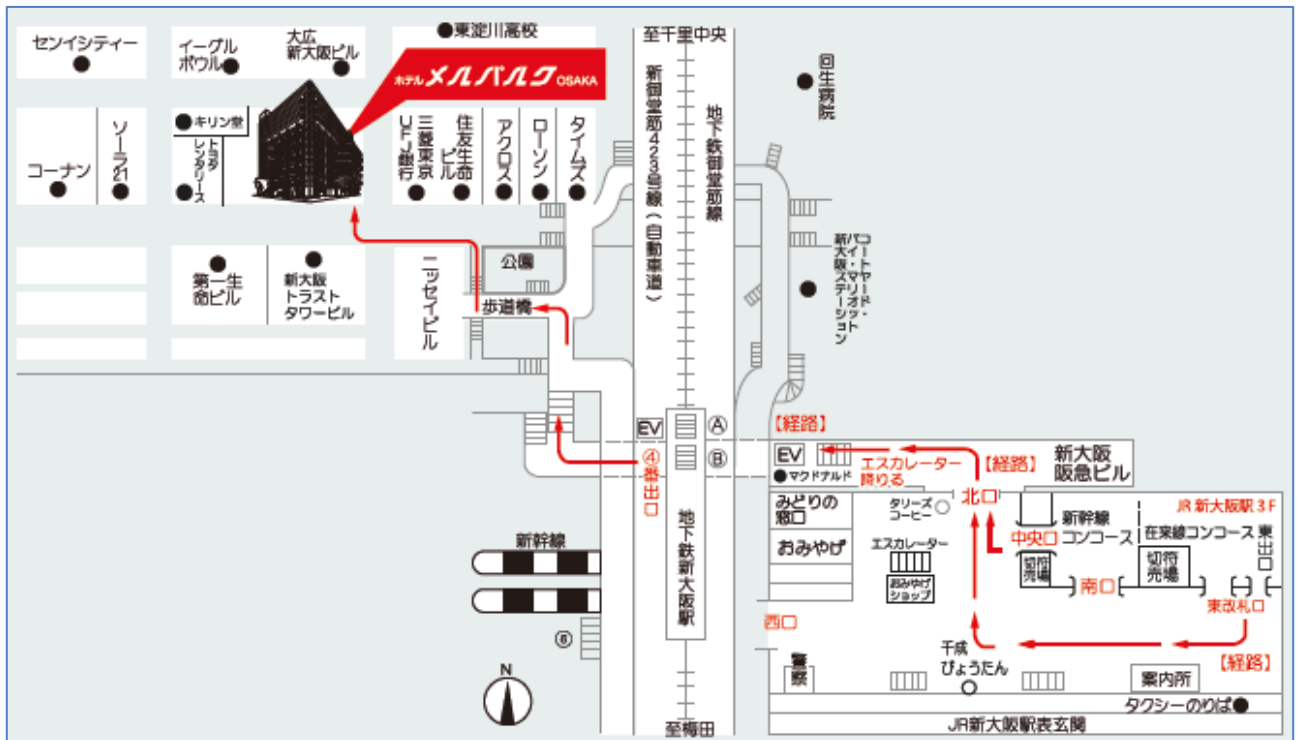 センイシティー
イーグル
ボウル
大広
新大阪ビル
東淀川高校
ホテル メルパルク OSAKA
至千里中央
新御堂筋423号線(自動車道)
地下鉄御堂筋線
回生病院
コーナン
ソーラ21
キリン堂
トヨタ
レンタリース
三菱東京
UFJ銀行
住友生命
ビル
アクロス
ローソン
タイムズ
第一生
命ビル
新大阪
トラスト
タワービル
ニッセイビル
公園
歩道橋
コートヤード・
バイ・マリオット
新大阪ステーション
EV
Ⓐ
Ⓑ
④番出口
地下鉄新大阪駅
新幹線
⑥
N
至梅田
【経路】
EV
マクドナルド
エスカレーター
降りる
【経路】
新大阪
阪急ビル
北口
みどりの
窓口
おみやげ
タリーズ
コーヒー
エスカレーター
おみやげ
ショップ
中央口
新幹線
コンコース
切符
売場
JR新大阪駅3F
在来線コンコース
東出口
切符
売場
南口
東改札口
西口
警察
千成
びょうたん
【経路】
案内所
タクシーのりば
JR新大阪駅表玄関